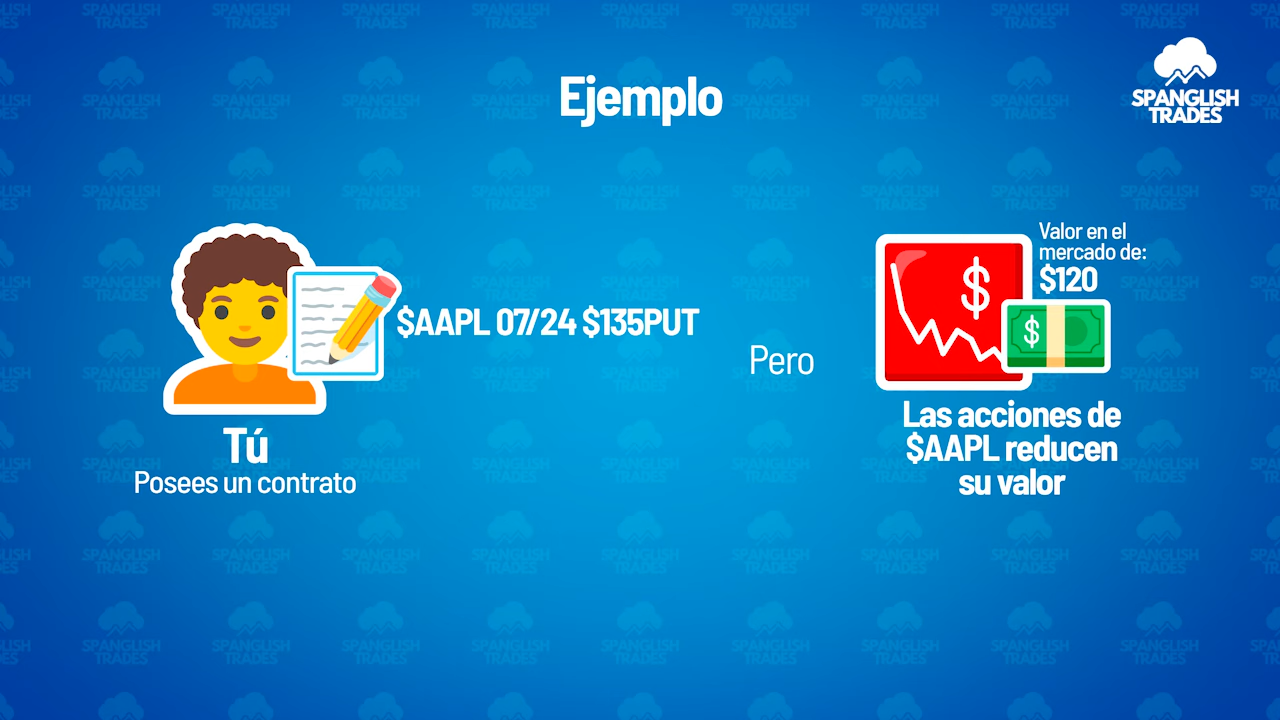 Ejemplo
SPANGLISH
TRADES
$AAPL 07/24 $135PUT
Tú
Posees un contrato
Pero
Valor en el
mercado de:
$120
Las acciones de
$AAPL reducen
su valor